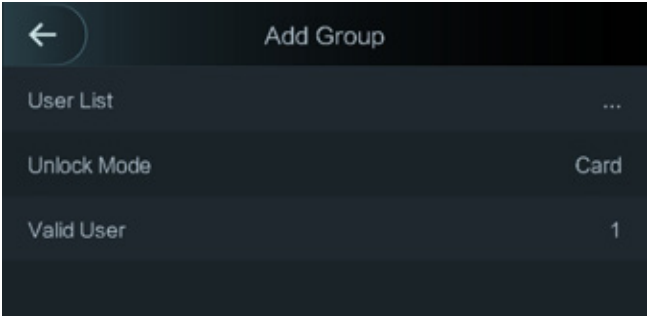 Add Group
User List ...
Unlock Mode Card
Valid User 1